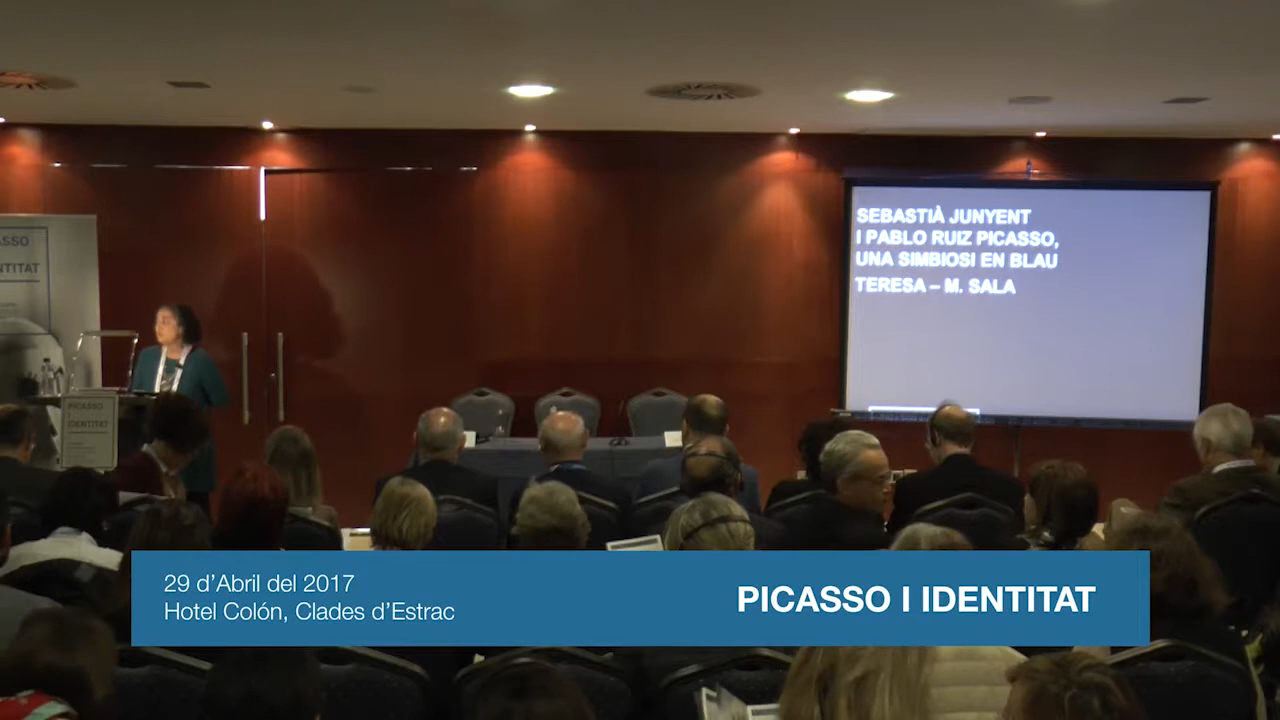 SEBASTIÀ JUNYENT
I PABLO RUIZ PICASSO,
UNA SIMBIOSI EN BLAU
TERESA – M. SALA
NTITAT
PICASSO
I
IDENTITAT
29 d'Abril del 2017
Hotel Colón, Clades d'Estrac
PICASSO I IDENTITAT